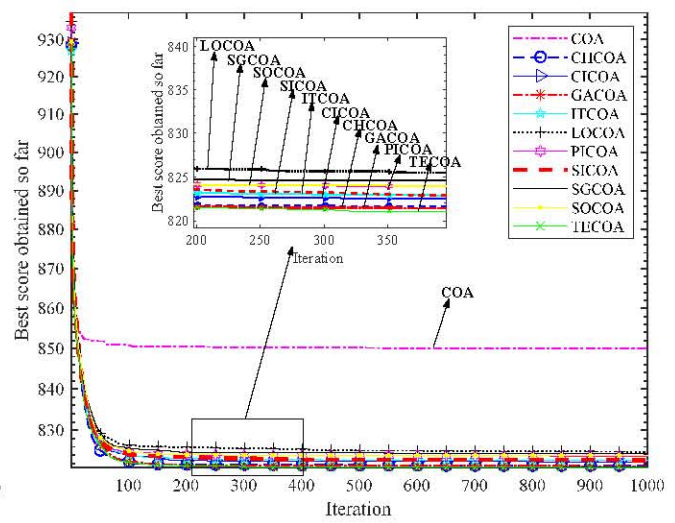 Best score obtained so far
930
920
910
900
890
880
870
860
850
840
830
100 200 300 400 500 600 700 800 900 1000
Iteration
Best score obtained so far
840
830
820
200 250 300 350
Iteration
LOCOA
SGCOA
SOCOA
SICOA
ITCOA
CICOA
CHCOA
GACOA
PICOA
TECOA
COA
COA
CHCOA
CICOA
GACOA
ITCOA
LOCOA
PICOA
SICOA
SGCOA
SOCOA
TECOA